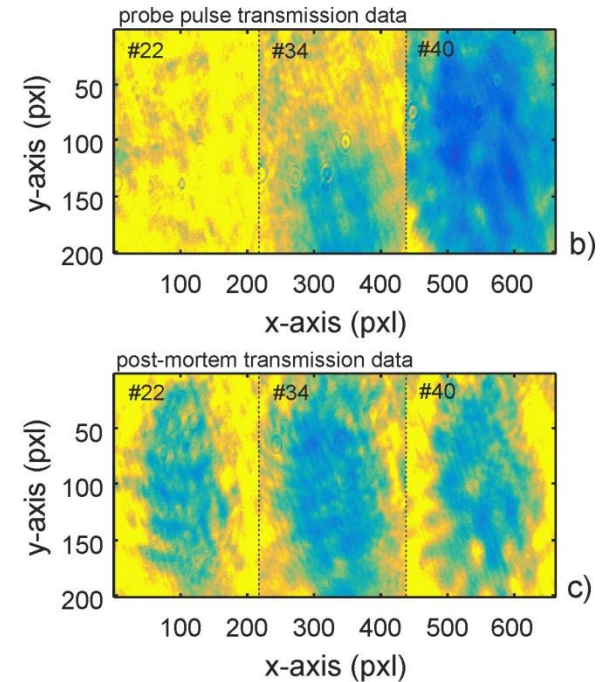 probe pulse transmission data
#22 #34 #40
50
100
150
200
y-axis (pxl)
100 200 300 400 500 600
x-axis (pxl)
b)
post-mortem transmission data
#22 #34 #40
50
100
150
200
y-axis (pxl)
100 200 300 400 500 600
x-axis (pxl)
c)